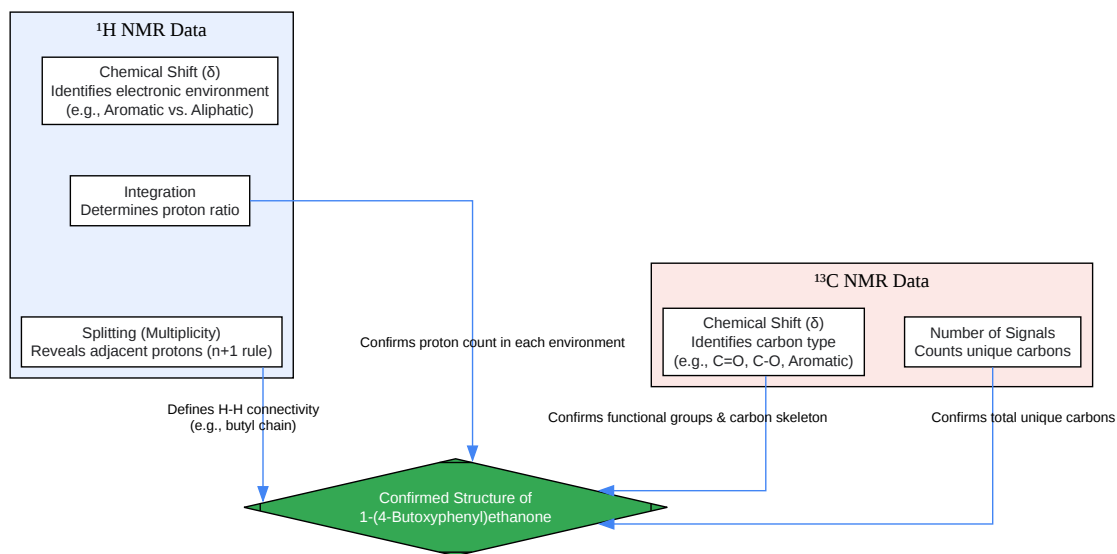 ¹H NMR Data
Chemical Shift (δ)
Identifies electronic environment
(e.g., Aromatic vs. Aliphatic)
Integration
Determines proton ratio
Splitting (Multiplicity)
Reveals adjacent protons (n+1 rule)
¹³C NMR Data
Chemical Shift (δ)
Identifies carbon type
(e.g., C=O, C-O, Aromatic)
Number of Signals
Counts unique carbons
Confirms proton count in each environment
Defines H-H connectivity
(e.g., butyl chain)
Confirms functional groups & carbon skeleton
Confirms total unique carbons
Confirmed Structure of
1-(4-Butoxyphenyl)ethanone